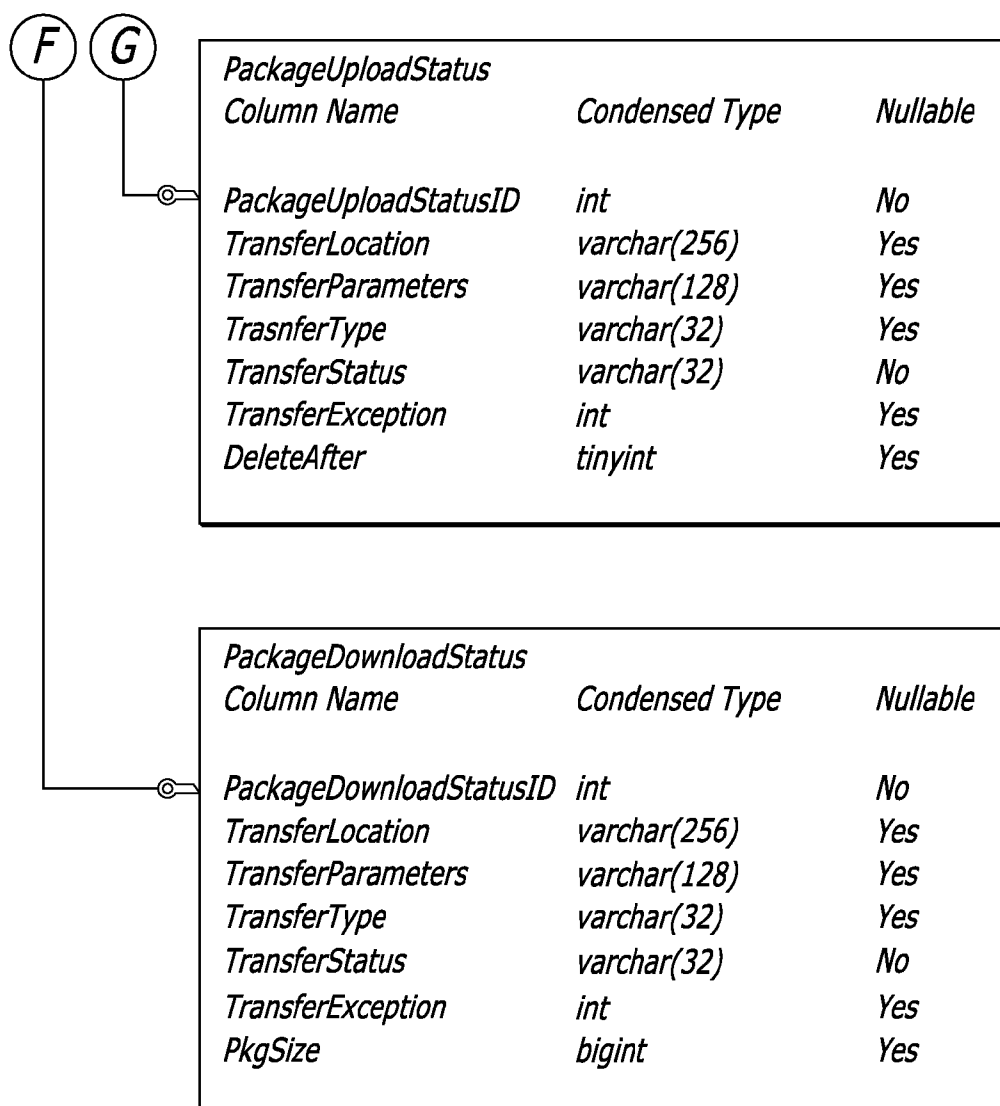 F G
PackageUploadStatus
Column Name Condensed Type Nullable
PackageUploadStatusID int No
TransferLocation varchar(256) Yes
TransferParameters varchar(128) Yes
TrasnferType varchar(32) Yes
TransferStatus varchar(32) No
TransferException int Yes
DeleteAfter tinyint Yes
PackageDownloadStatus
Column Name Condensed Type Nullable
PackageDownloadStatusID int No
TransferLocation varchar(256) Yes
TransferParameters varchar(128) Yes
TransferType varchar(32) Yes
TransferStatus varchar(32) No
TransferException int Yes
PkgSize bigint Yes